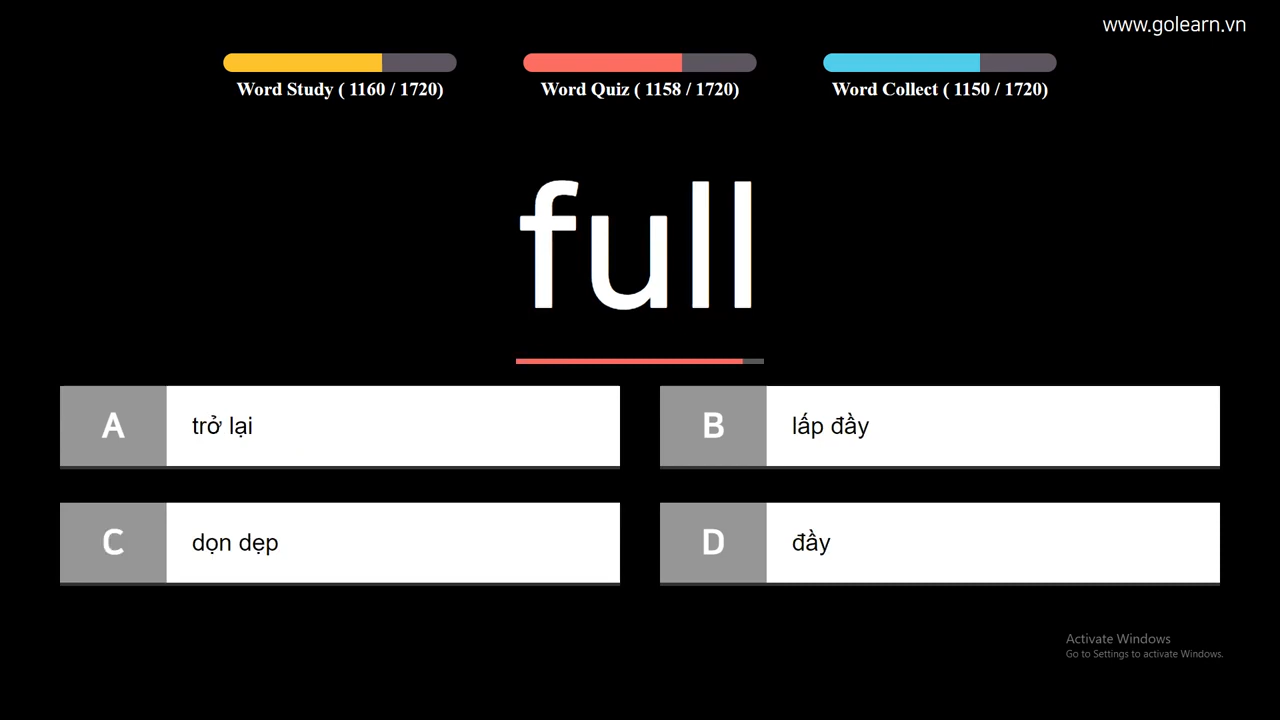 www.golearn.vn
Word Study ( 1160 / 1720)
Word Quiz ( 1158 / 1720)
Word Collect ( 1150 / 1720)
full
A trở lại
B lấp đầy
C dọn dẹp
D đầy
Activate Windows
Go to Settings to activate Windows.